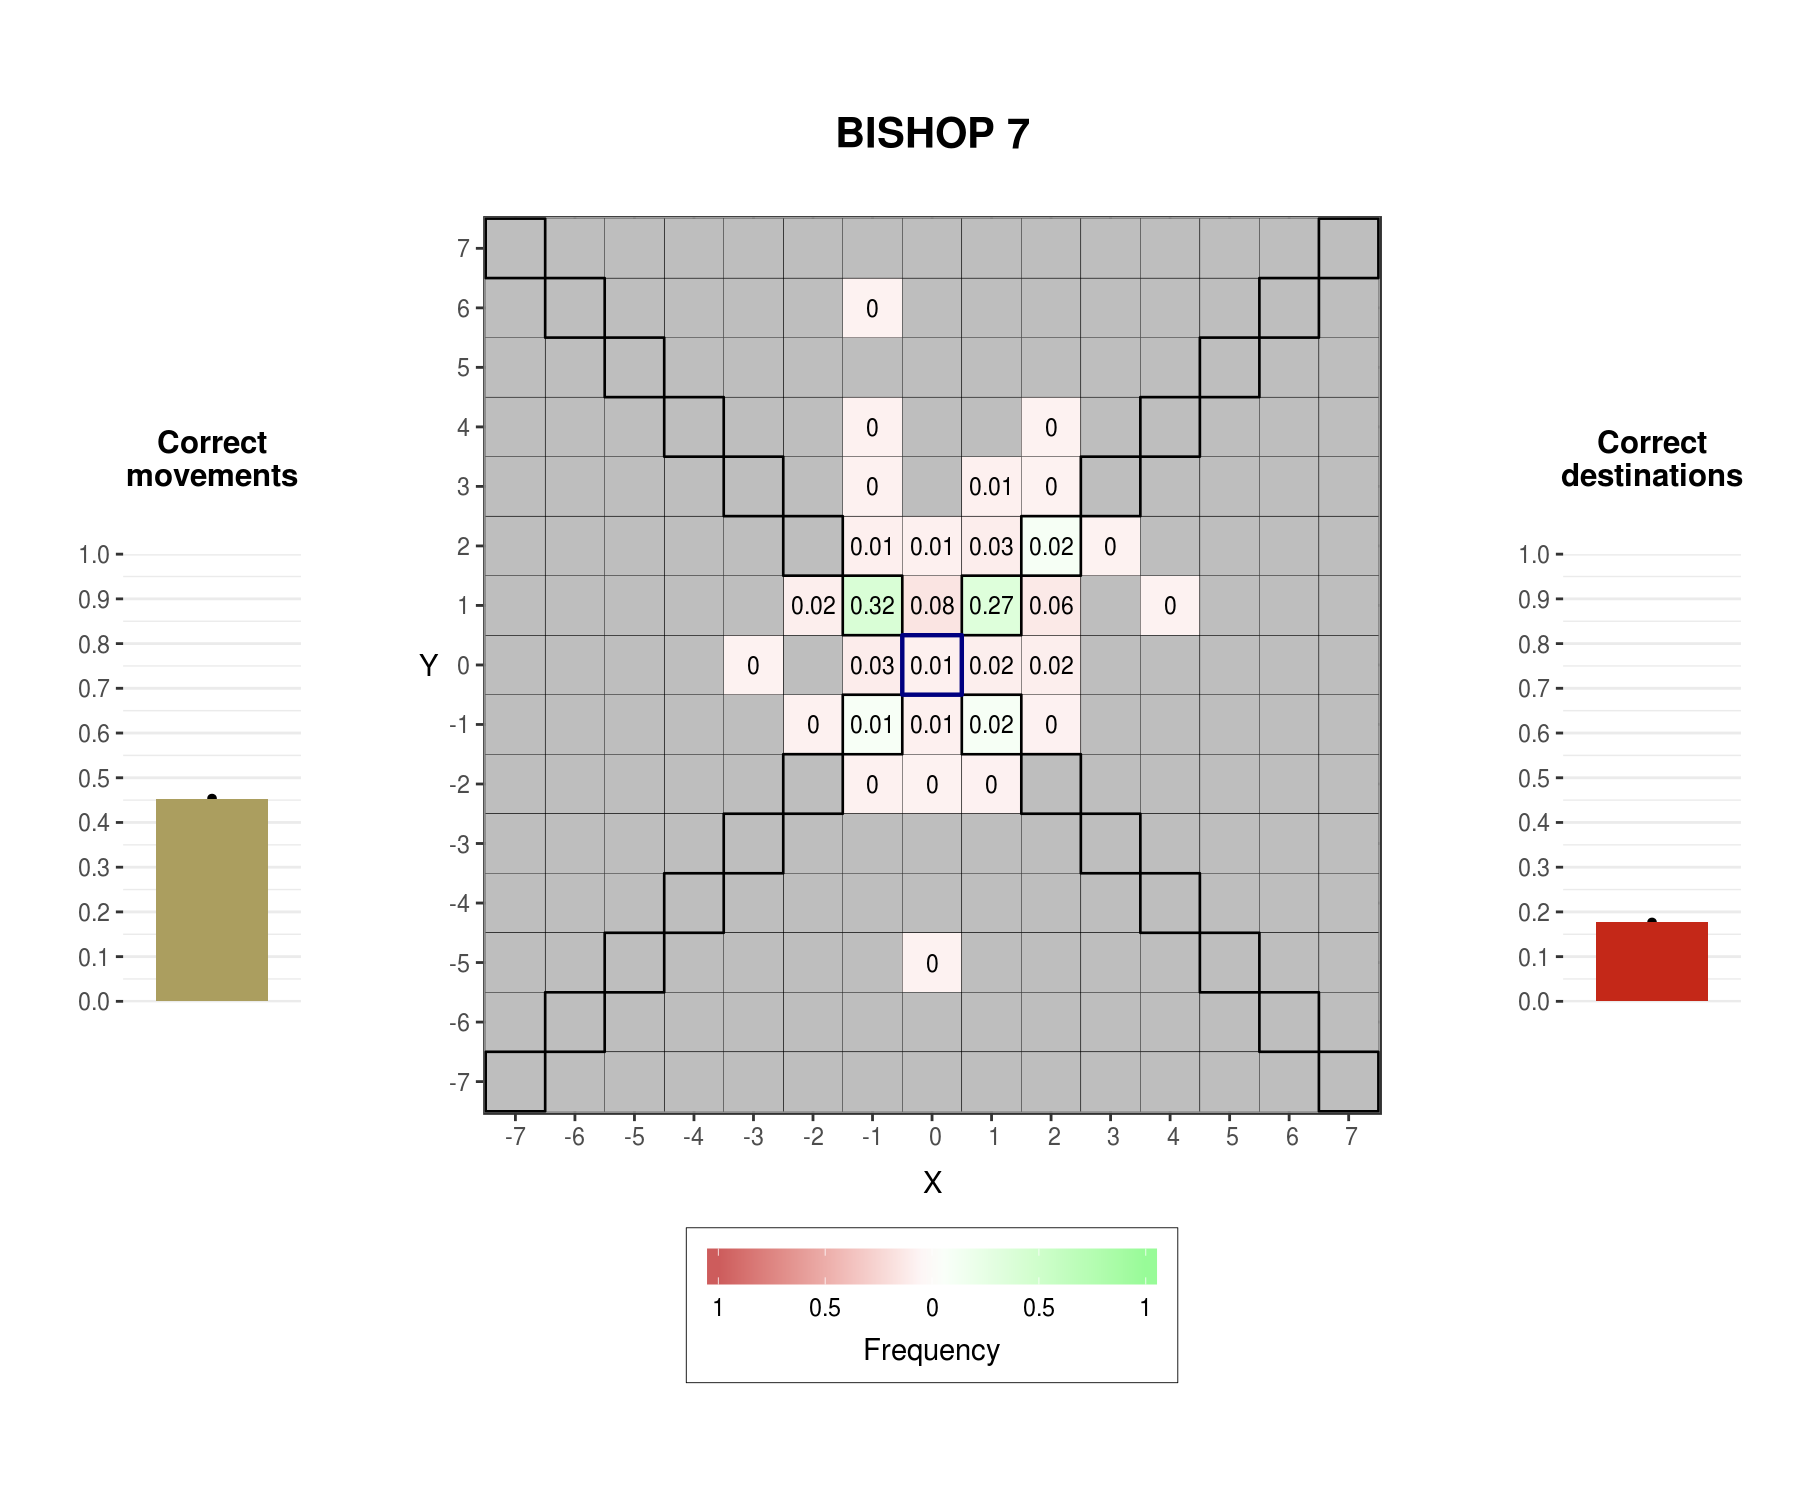 BISHOP 7
Correct
movements
1.0
0.9
0.8
0.7
0.6
0.5
0.4
0.3
0.2
0.1
0.0
Y
7
6 0
5
4 0 0
3 0 0.01 0
2 0.01 0.01 0.03 0.02 0
1 0.02 0.32 0.08 0.27 0.06 0
0 0 0.03 0.01 0.02 0.02
-1 0 0.01 0.01 0.02 0
-2 0 0 0
-3
-4
-5 0
-6
-7
-7 -6 -5 -4 -3 -2 -1 0 1 2 3 4 5 6 7
X
1 0.5 0 0.5 1
Frequency
Correct
destinations
1.0
0.9
0.8
0.7
0.6
0.5
0.4
0.3
0.2
0.1
0.0